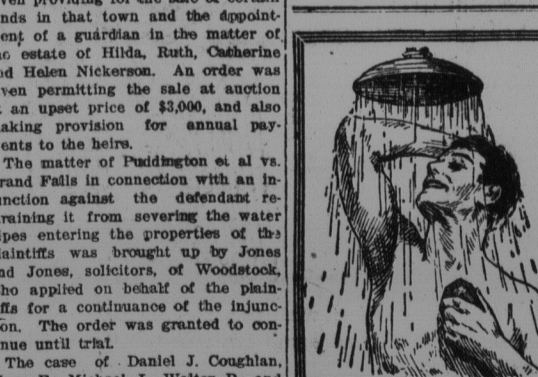 ven providing for the sale of certain
nds in that town and the appoint-
ent of a guardian in the matter of
he estate of Hilda, Ruth, Catherine
nd Helen Nickerson. An order was
ven permitting the sale at auction
t an upset price of $3,000, and also
aking provision for annual pay-
ents to the heirs.
The matter of Puddington et al vs.
rand Falls in connection with an in-
unction against the defendant re-
training it from severing the water
ipes entering the properties of the
laintiffs was brought up by Jones
nd Jones, solicitors, of Woodstock,
ho applied on behalf of the plain-
ffs for a continuance of the injunc-
on. The order was granted to con-
nue until trial.
The case of Daniel J. Coughlan,